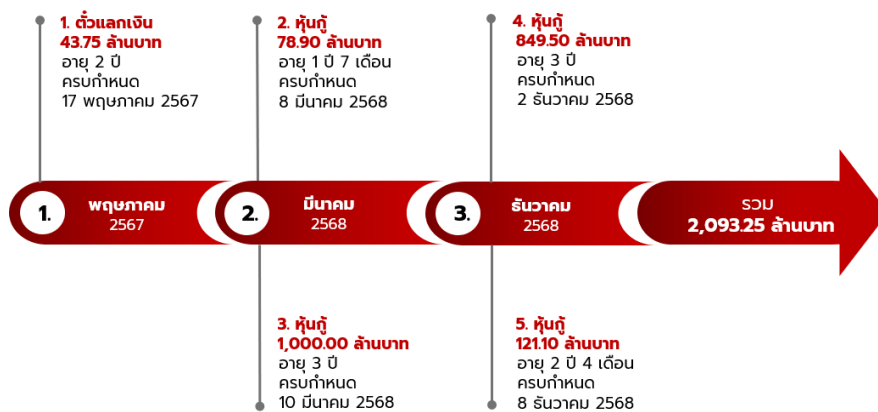 1. ตั๋วแลกเงิน
43.75 ล้านบาท
อายุ 2 ปี
ครบกำหนด
17 พฤษภาคม 2567
2. หุ้นกู้
78.90 ล้านบาท
อายุ 1 ปี 7 เดือน
ครบกำหนด
8 มีนาคม 2568
4. หุ้นกู้
849.50 ล้านบาท
อายุ 3 ปี
ครบกำหนด
2 ธันวาคม 2568
1.
พฤษภาคม
2567
2.
มีนาคม
2568
3.
ธันวาคม
2568
รวม
2,093.25 ล้านบาท
3. หุ้นกู้
1,000.00 ล้านบาท
อายุ 3 ปี
ครบกำหนด
10 มีนาคม 2568
5. หุ้นกู้
121.10 ล้านบาท
อายุ 2 ปี 4 เดือน
ครบกำหนด
8 ธันวาคม 2568